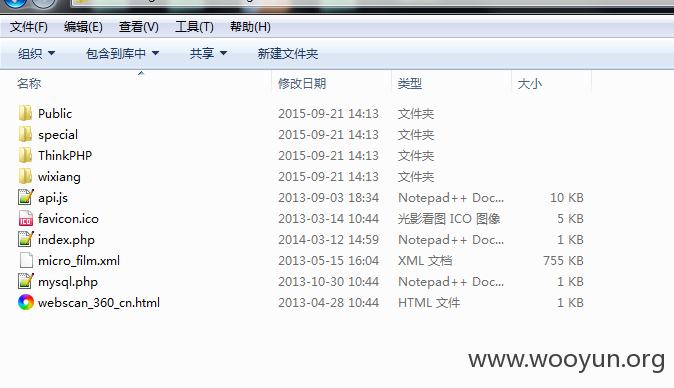 文件(F) 编辑(E) 查看(V) 工具(T) 帮助(H)
组织 包含到库中 共享 新建文件夹
名称 修改日期 类型 大小
Public 2015-09-21 14:13 文件夹
special 2015-09-21 14:13 文件夹
ThinkPHP 2015-09-21 14:13 文件夹
wixiang 2015-09-21 14:13 文件夹
api.js 2013-09-03 18:34 Notepad++ Doc... 10 KB
favicon.ico 2013-03-14 10:44 光影看图 ICO 图像 5 KB
index.php 2014-03-12 14:59 Notepad++ Doc... 1 KB
micro_film.xml 2013-05-15 16:04 XML 文档 755 KB
mysql.php 2013-10-30 10:44 Notepad++ Doc... 1 KB
webscan_360_cn.html 2013-04-28 10:44 HTML 文件 1 KB
www.wooyun.org